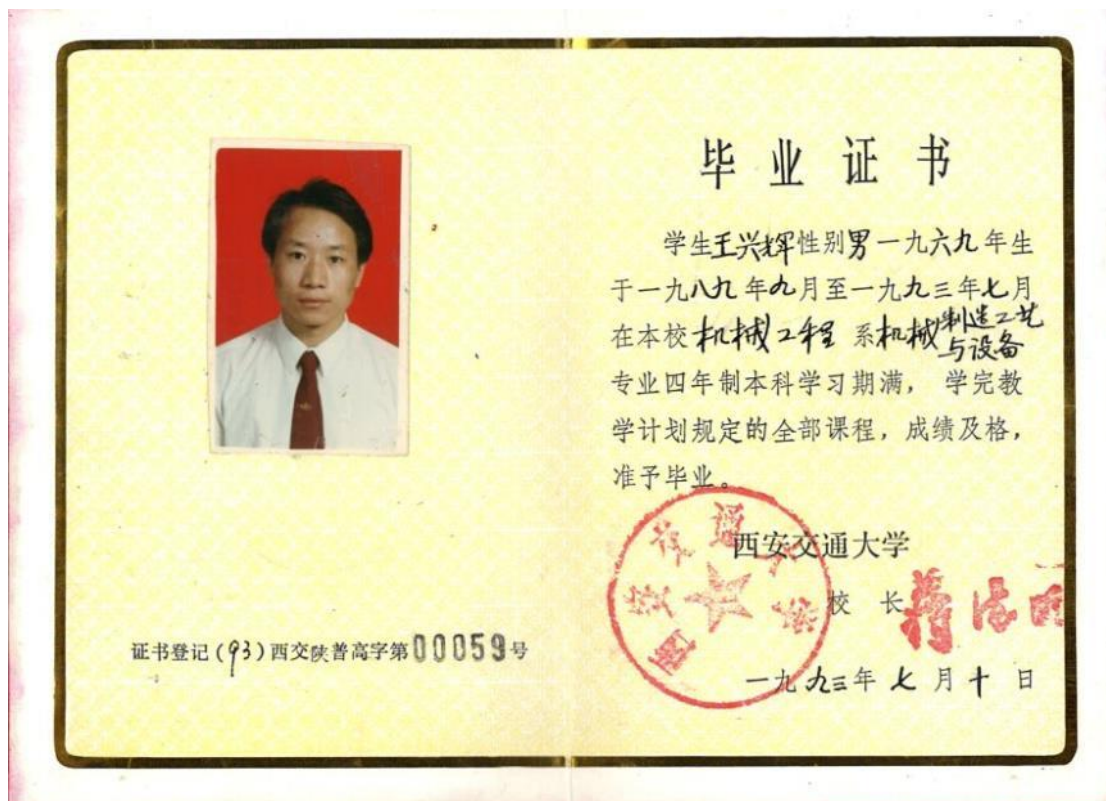 毕业证书
学生王兴辉性别男一九六九年生
于一九八九年九月至一九九三年七月
在本校机械工程系机械制造工艺与设备
专业四年制本科学习期满，学完教
学计划规定的全部课程，成绩及格，
准予毕业。
西安交通大学
校长
一九九三年七月十日
西安交通大学
证书登记(93)西交陕普高字第00059号